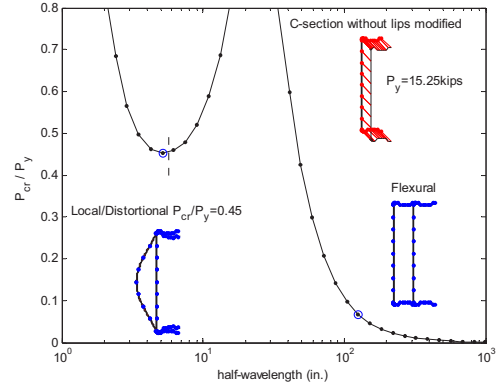 C-section without lips modified
P_y=15.25kips
Flexural
Local/Distortional P_cr/P_y=0.45
P_cr / P_y
0.8
0.7
0.6
0.5
0.4
0.3
0.2
0.1
0
10^0
10^1
10^2
10^3
half-wavelength (in.)